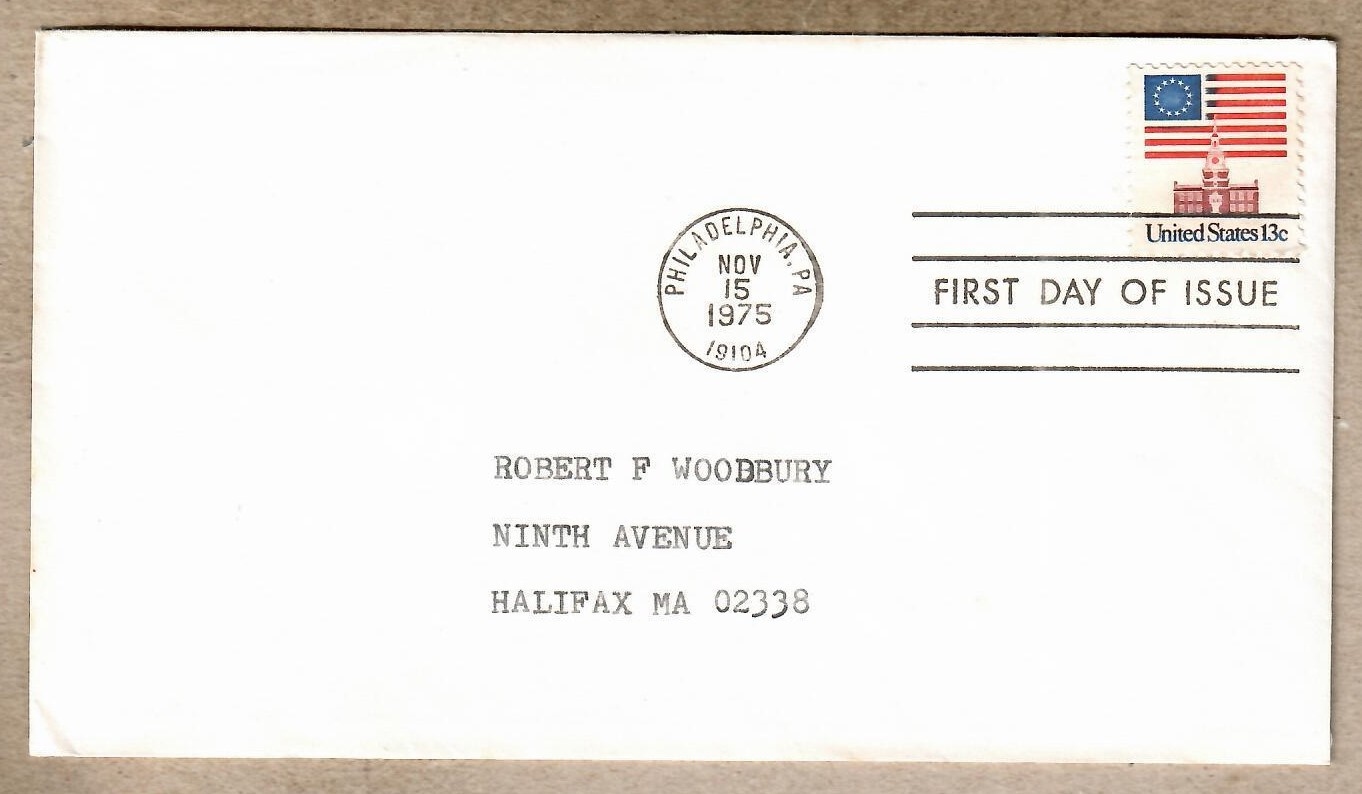 United States 13c
PHILADELPHIA, PA
NOV
15
1975
19104
FIRST DAY OF ISSUE
ROBERT F WOODBURY
NINTH AVENUE
HALIFAX MA 02338